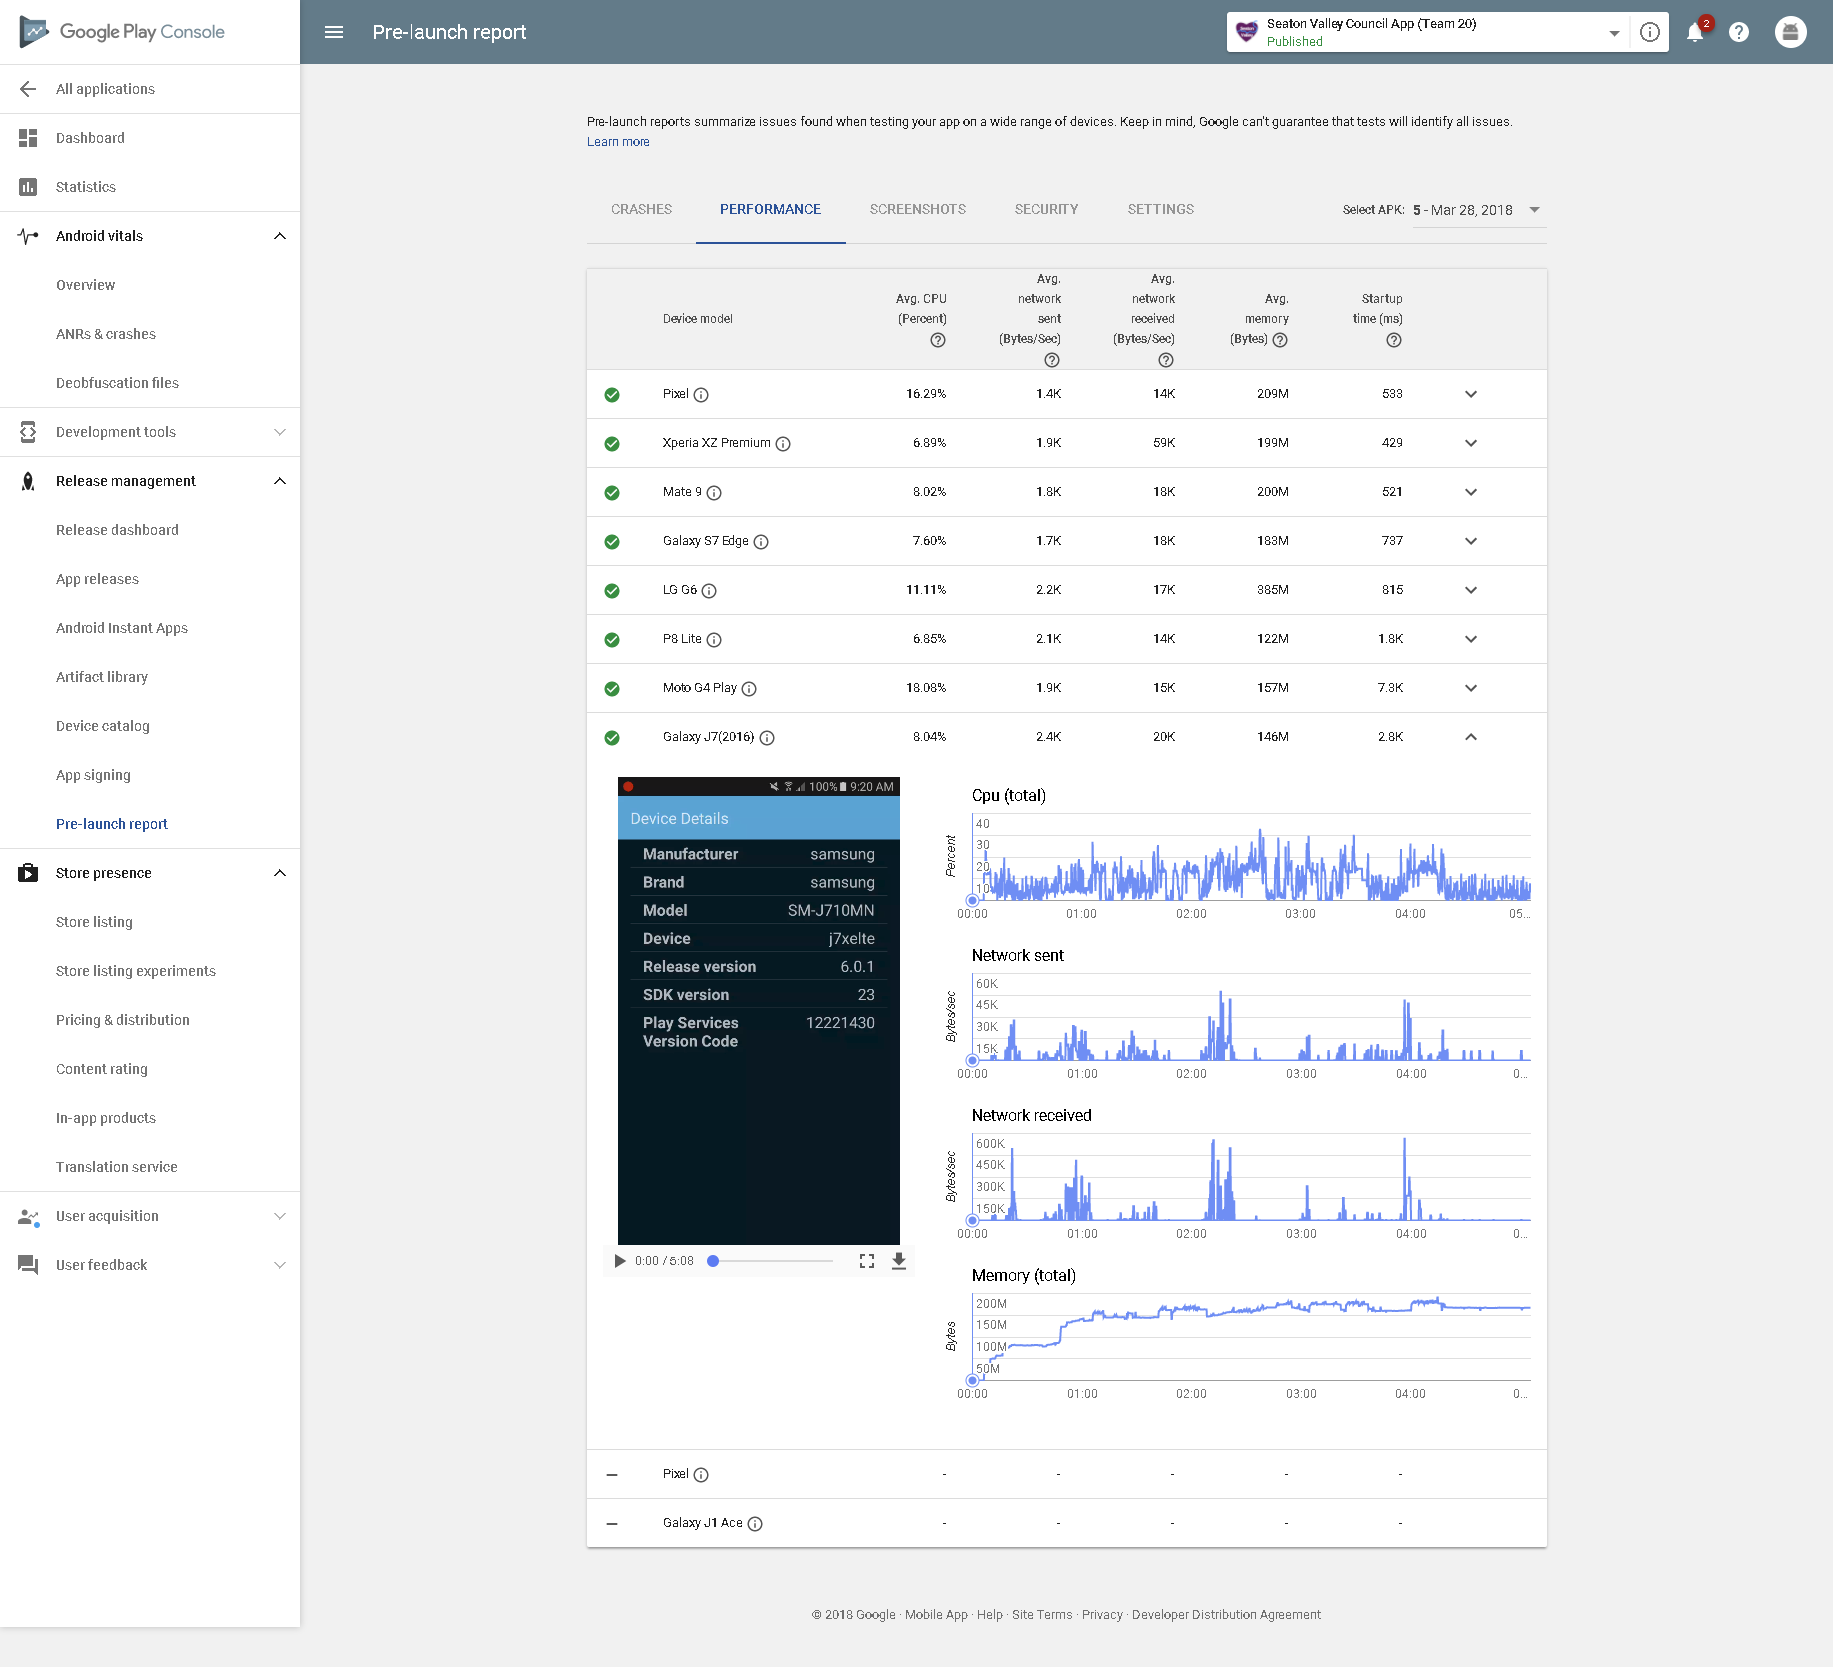 Google Play Console
Pre-launch report
Seaton Valley Council App (Team 20)
Published
2
All applications
Dashboard
Statistics
Android vitals
Overview
ANRs & crashes
Deobfuscation files
Development tools
Release management
Release dashboard
App releases
Android Instant Apps
Artifact library
Device catalog
App signing
Pre-launch report
Store presence
Store listing
Store listing experiments
Pricing & distribution
Content rating
In-app products
Translation service
User acquisition
User feedback
Pre-launch reports summarize issues found when testing your app on a wide range of devices. Keep in mind, Google can't guarantee that tests will identify all issues.
Learn more
CRASHES PERFORMANCE SCREENSHOTS SECURITY SETTINGS Select APK: 5 - Mar 28, 2018
Device model
Avg. CPU
(Percent)
Avg.
network
sent
(Bytes/Sec)
Avg.
network
received
(Bytes/Sec)
Avg.
memory
(Bytes)
Startup
time (ms)
Pixel 16.29% 1.4K 14K 209M 533
Xperia XZ Premium 6.89% 1.9K 59K 199M 429
Mate 9 8.02% 1.8K 18K 200M 521
Galaxy S7 Edge 7.60% 1.7K 18K 183M 737
LG G6 11.11% 2.2K 17K 385M 815
P8 Lite 6.85% 2.1K 14K 122M 1.8K
Moto G4 Play 18.08% 1.9K 15K 157M 7.3K
Galaxy J7(2016) 8.04% 2.4K 20K 146M 2.8K
100% 9:20 AM
Device Details
Manufacturer samsung
Brand samsung
Model SM-J710MN
Device j7xelte
Release version 6.0.1
SDK version 23
Play Services 12221430
Version Code
0:00 / 5:08
Cpu (total)
Percent
40
30
20
10
00:00 01:00 02:00 03:00 04:00 05...
Network sent
Bytes/sec
60K
45K
30K
15K
00:00 01:00 02:00 03:00 04:00 0...
Network received
Bytes/sec
600K
450K
300K
150K
00:00 01:00 02:00 03:00 04:00 0...
Memory (total)
Bytes
200M
150M
100M
50M
00:00 01:00 02:00 03:00 04:00 0...
Pixel - - - - -
Galaxy J1 Ace - - - - -
© 2018 Google · Mobile App · Help · Site Terms · Privacy · Developer Distribution Agreement